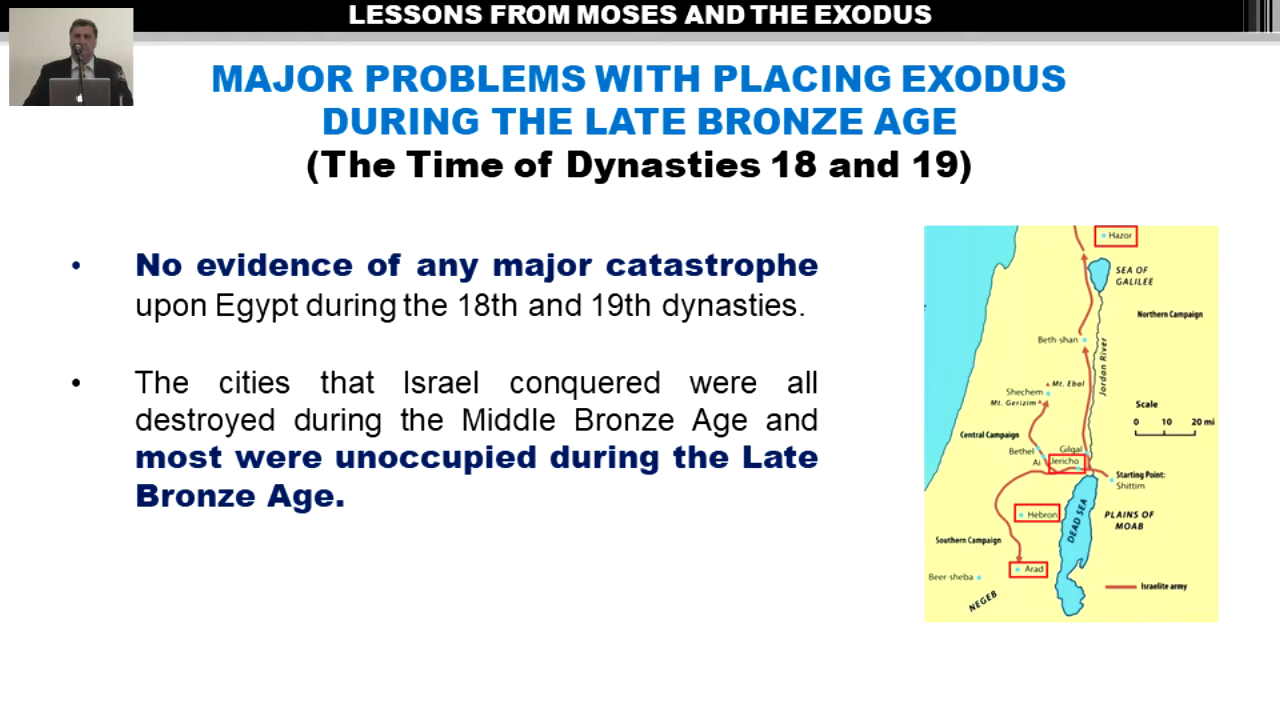 LESSONS FROM MOSES AND THE EXODUS
MAJOR PROBLEMS WITH PLACING EXODUS
DURING THE LATE BRONZE AGE
(The Time of Dynasties 18 and 19)
• No evidence of any major catastrophe
upon Egypt during the 18th and 19th dynasties.
• The cities that Israel conquered were all
destroyed during the Middle Bronze Age and
most were unoccupied during the Late
Bronze Age.
Hazor
SEA OF
GALILEE
Northern Campaign
Beth-shan
Jordan River
Mt. Ebal
Shechem
Mt. Gerizim
Scale
0 10 20 mi
Central Campaign
Gilgal
Bethel
Ai
Jericho
Starting Point:
Shittim
Hebron
DEAD SEA
PLAINS OF
MOAB
Southern Campaign
Arad
Beer-sheba
Israelite army
NEGEB